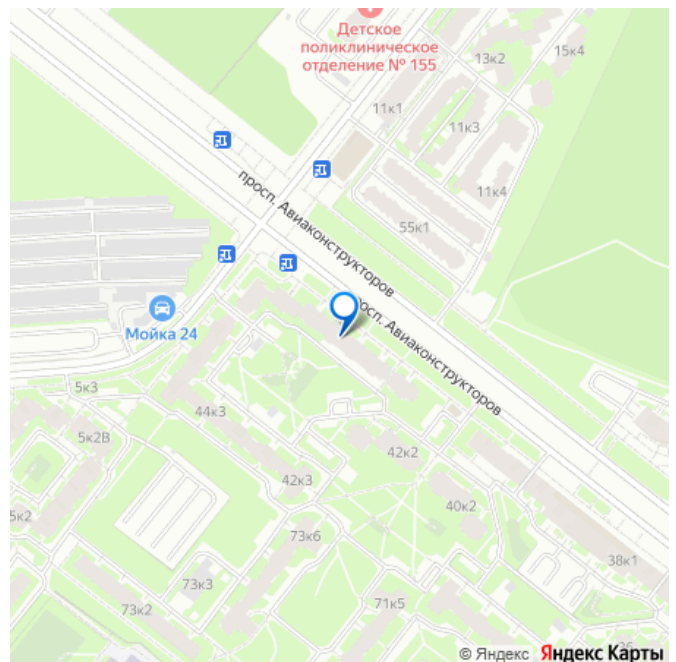 Детское
поликлиническое
отделение № 155
15к4
13к2
11к1
11к3
11к4
55к1
просп. Авиаконструкторов
просп. Авиаконструкторов
Мойка 24
5к3
44к3
5к2В
42к2
42к3
40к2
5к2
73к6
38к1
73к3
73к2
71к5
© Яндекс Яндекс Карты